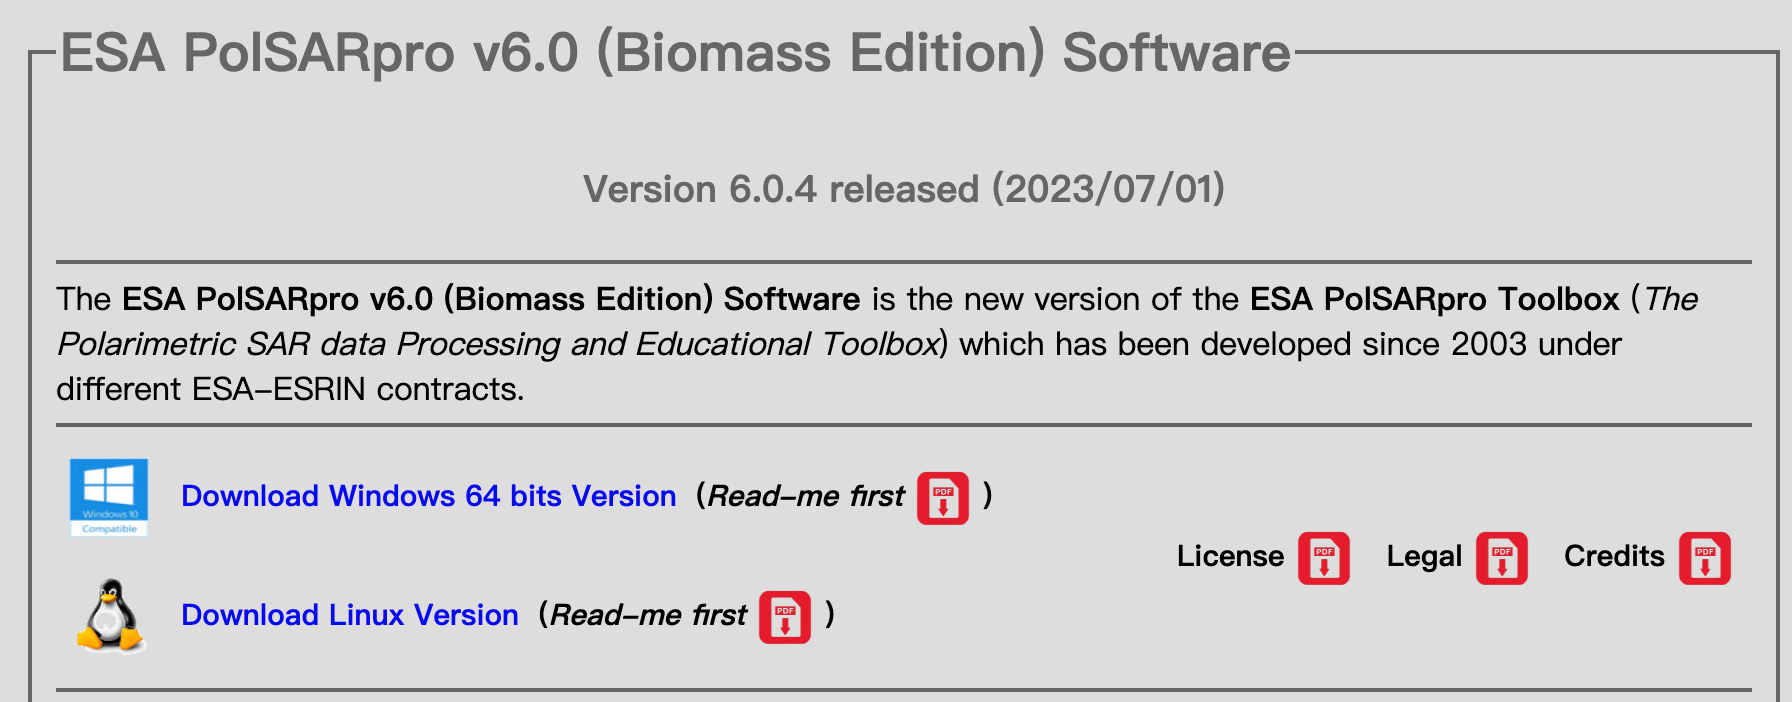 ESA PolSARpro v6.0 (Biomass Edition) Software
Version 6.0.4 released (2023/07/01)
The ESA PolSARpro v6.0 (Biomass Edition) Software is the new version of the ESA PolSARpro Toolbox (The
Polarimetric SAR data Processing and Educational Toolbox) which has been developed since 2003 under
different ESA-ESRIN contracts.
Windows 10
Compatible
Download Windows 64 bits Version (Read-me first PDF )
License PDF Legal PDF Credits PDF
Download Linux Version (Read-me first PDF )